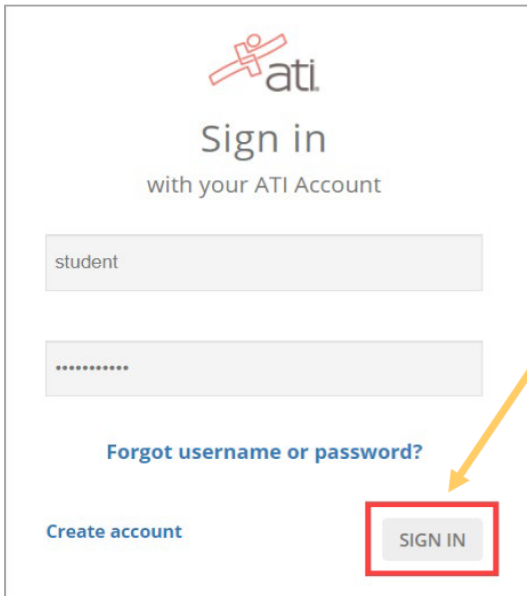 ati
Sign in
with your ATI Account
student
•••••••••••
Forgot username or password?
Create account
SIGN IN